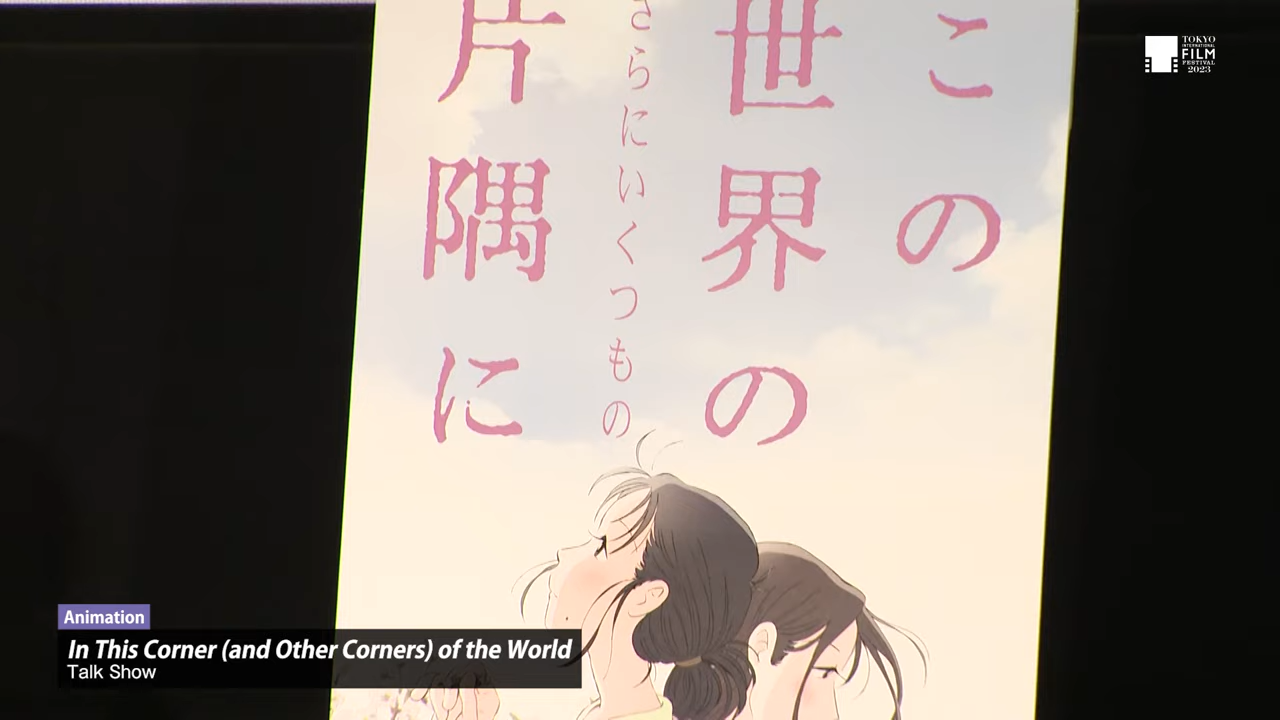 この
世界の
さらにいくつもの
片隅に
TOKYO
INTERNATIONAL
FILM
FESTIVAL
2023
Animation
In This Corner (and Other Corners) of the World
Talk Show